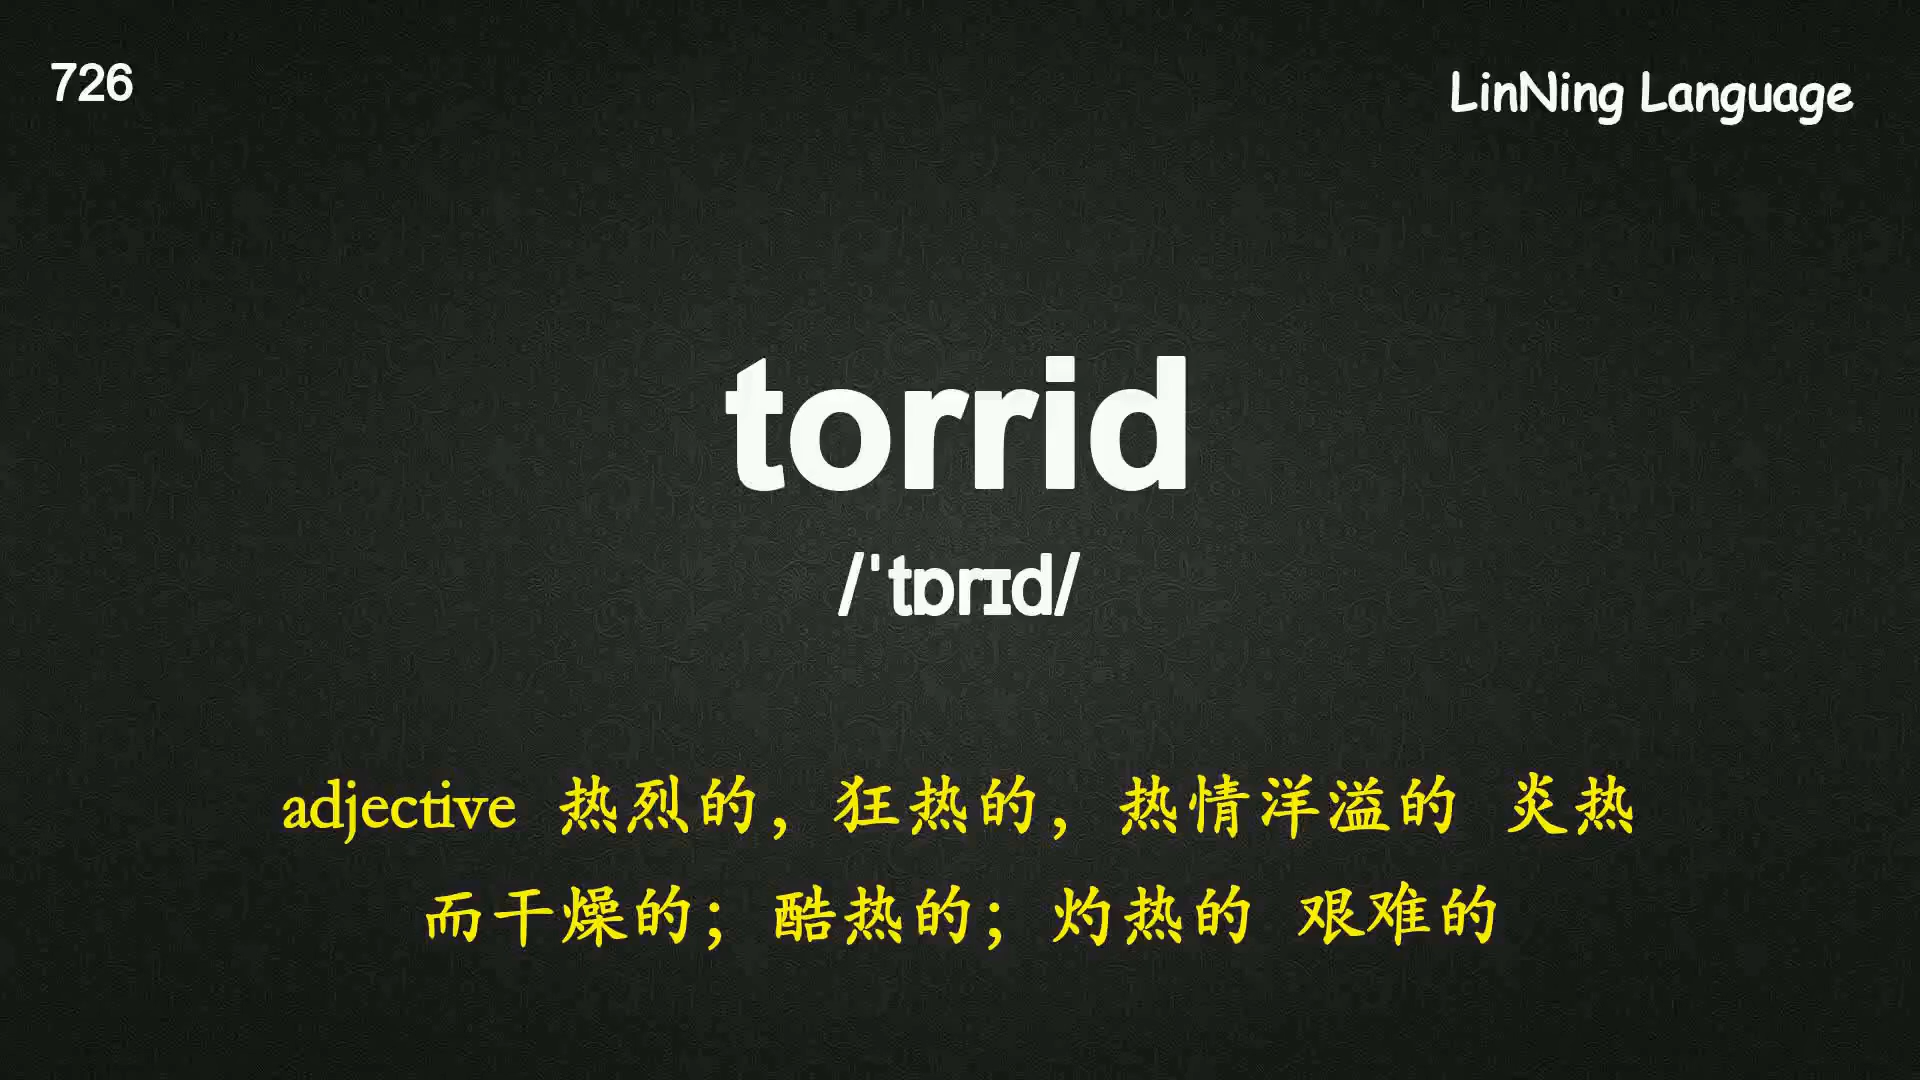 726
LinNing Language
torrid
/ˈtɒrɪd/
adjective 热烈的，狂热的，热情洋溢的 炎热
而干燥的；酷热的；灼热的 艰难的